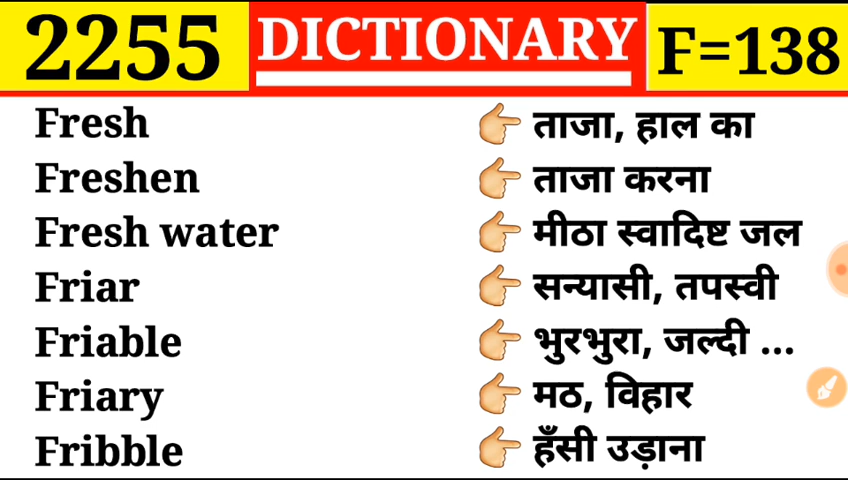 2255 DICTIONARY F=138
Fresh 👉 ताजा, हाल का
Freshen 👉 ताजा करना
Fresh water 👉 मीठा स्वादिष्ट जल
Friar 👉 सन्यासी, तपस्वी
Friable 👉 भुरभुरा, जल्दी ...
Friary 👉 मठ, विहार
Fribble 👉 हँसी उड़ाना